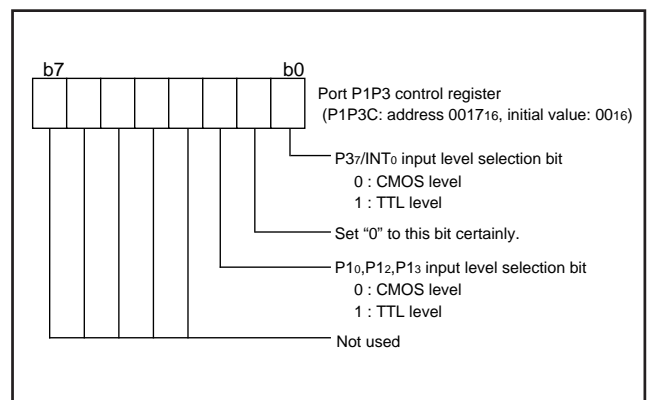 b7 b0
Port P1P3 control register
(P1P3C: address 001716, initial value: 0016)
P37/INT0 input level selection bit
0 : CMOS level
1 : TTL level
Set “0” to this bit certainly.
P10,P12,P13 input level selection bit
0 : CMOS level
1 : TTL level
Not used